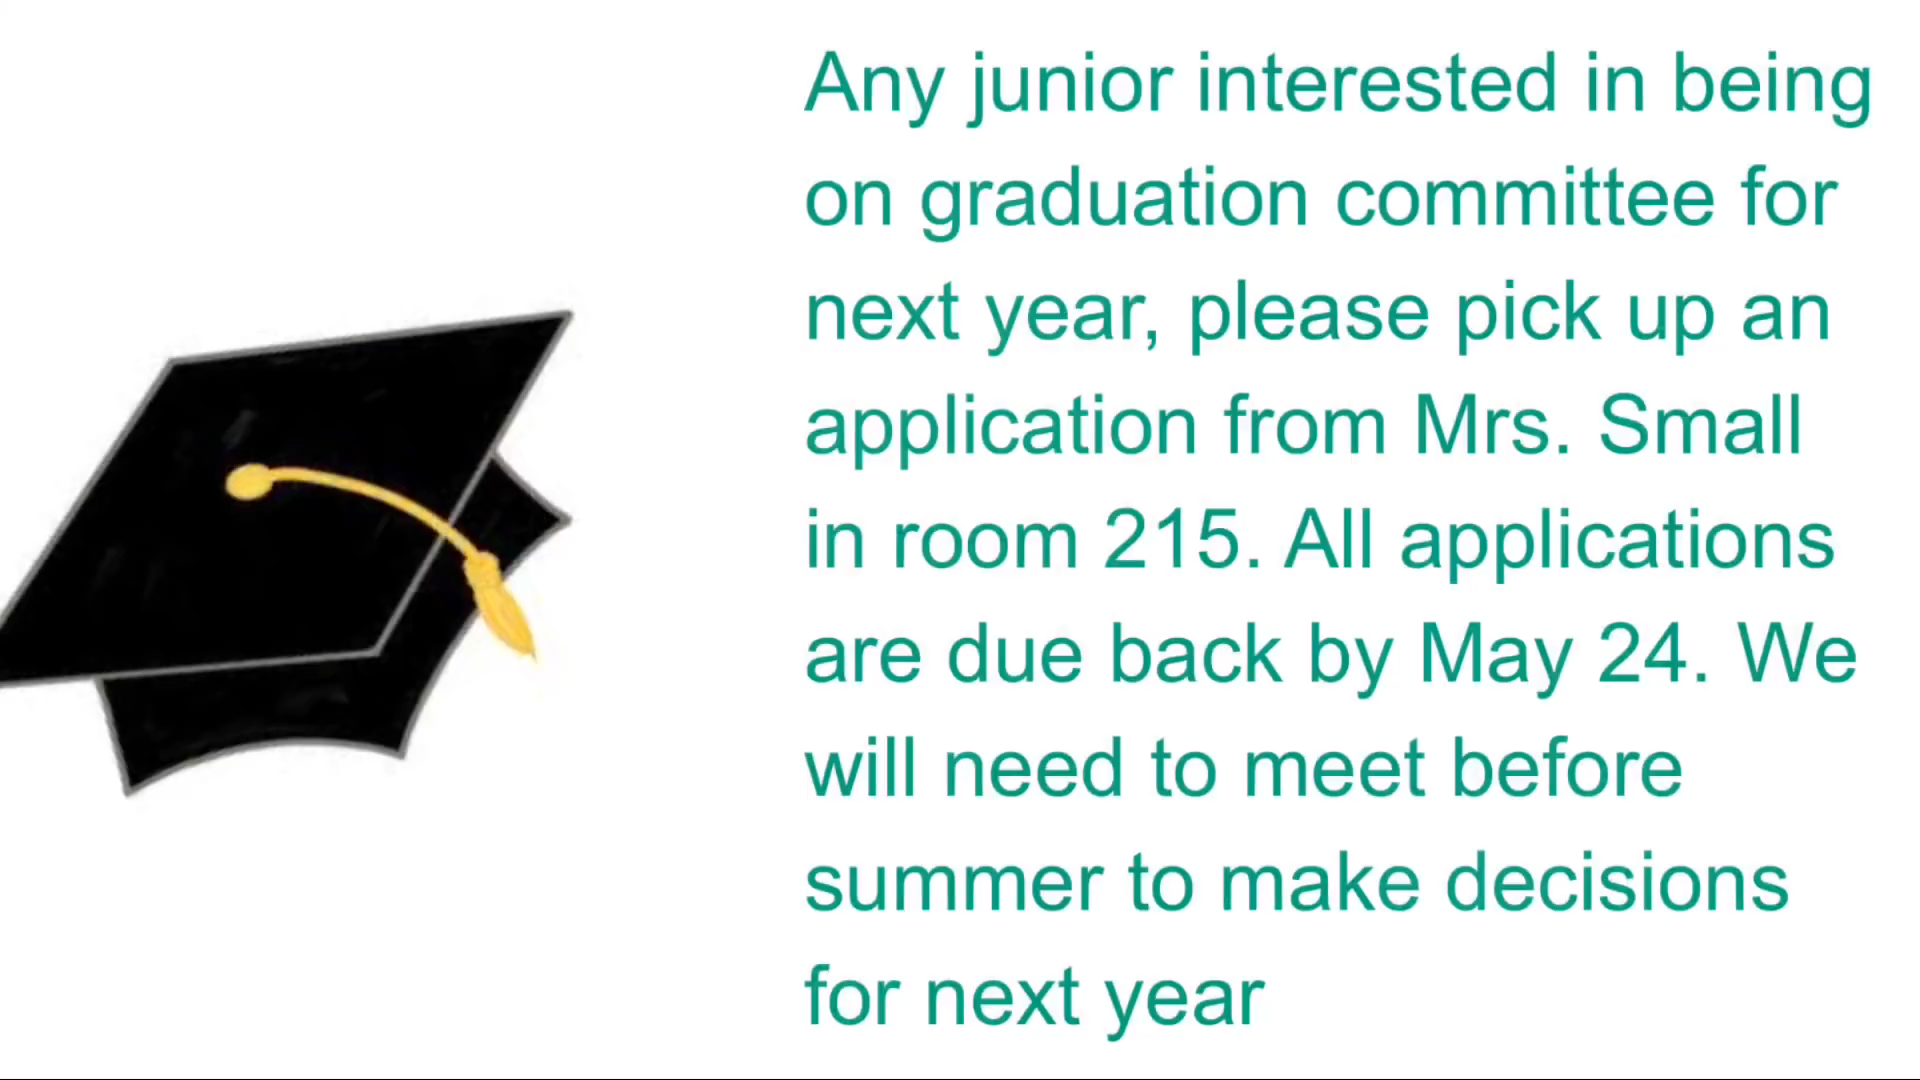 Any junior interested in being
on graduation committee for
next year, please pick up an
application from Mrs. Small
in room 215. All applications
are due back by May 24. We
will need to meet before
summer to make decisions
for next year